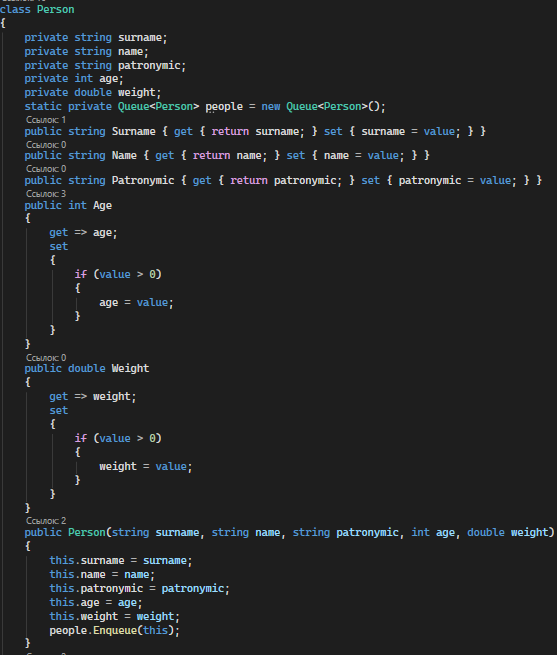 class Person
{
    private string surname;
    private string name;
    private string patronymic;
    private int age;
    private double weight;
    static private Queue<Person> people = new Queue<Person>();
    Ссылок: 1
    public string Surname { get { return surname; } set { surname = value; } }
    Ссылок: 0
    public string Name { get { return name; } set { name = value; } }
    Ссылок: 0
    public string Patronymic { get { return patronymic; } set { patronymic = value; } }
    Ссылок: 3
    public int Age
    {
        get => age;
        set
        {
            if (value > 0)
            {
                age = value;
            }
        }
    }
    Ссылок: 0
    public double Weight
    {
        get => weight;
        set
        {
            if (value > 0)
            {
                weight = value;
            }
        }
    }
    Ссылок: 2
    public Person(string surname, string name, string patronymic, int age, double weight)
    {
        this.surname = surname;
        this.name = name;
        this.patronymic = patronymic;
        this.age = age;
        this.weight = weight;
        people.Enqueue(this);
    }